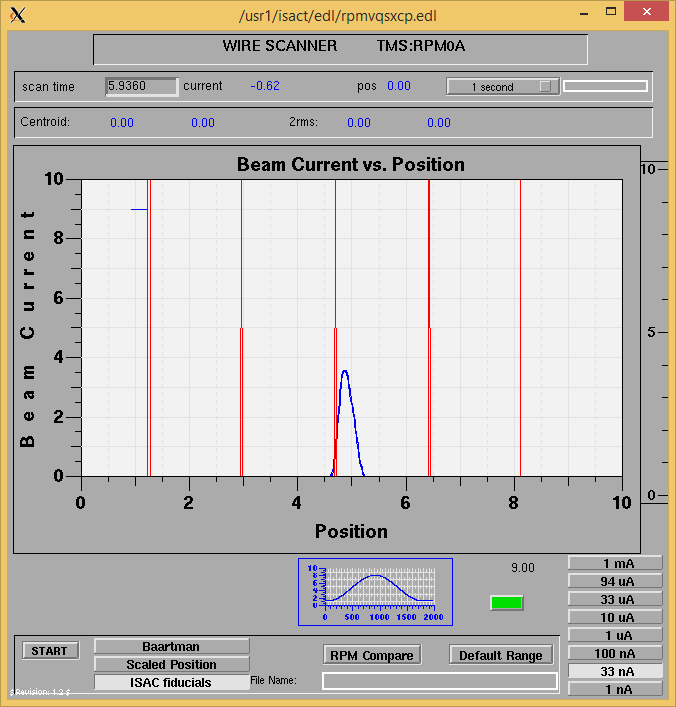 /usr1/isact/edl/rpmvqsxcp.edl
WIRE SCANNER TMS:RPM0A
scan time 5.9360 current -0.62 pos 0.00 1 second
Centroid: 0.00 0.00 2rms: 0.00 0.00
Beam Current vs. Position
10
8
6
4
2
0
Beam Current
0 2 4 6 8 10
Position
10
5
0
10
8
6
4
2
0
0 500 1000 1500 2000
9.00
1 mA
94 uA
33 uA
10 uA
1 uA
100 nA
33 nA
1 nA
START
Baartman
Scaled Position
ISAC fiducials
RPM Compare
Default Range
File Name:
$Revision: 1.2 $